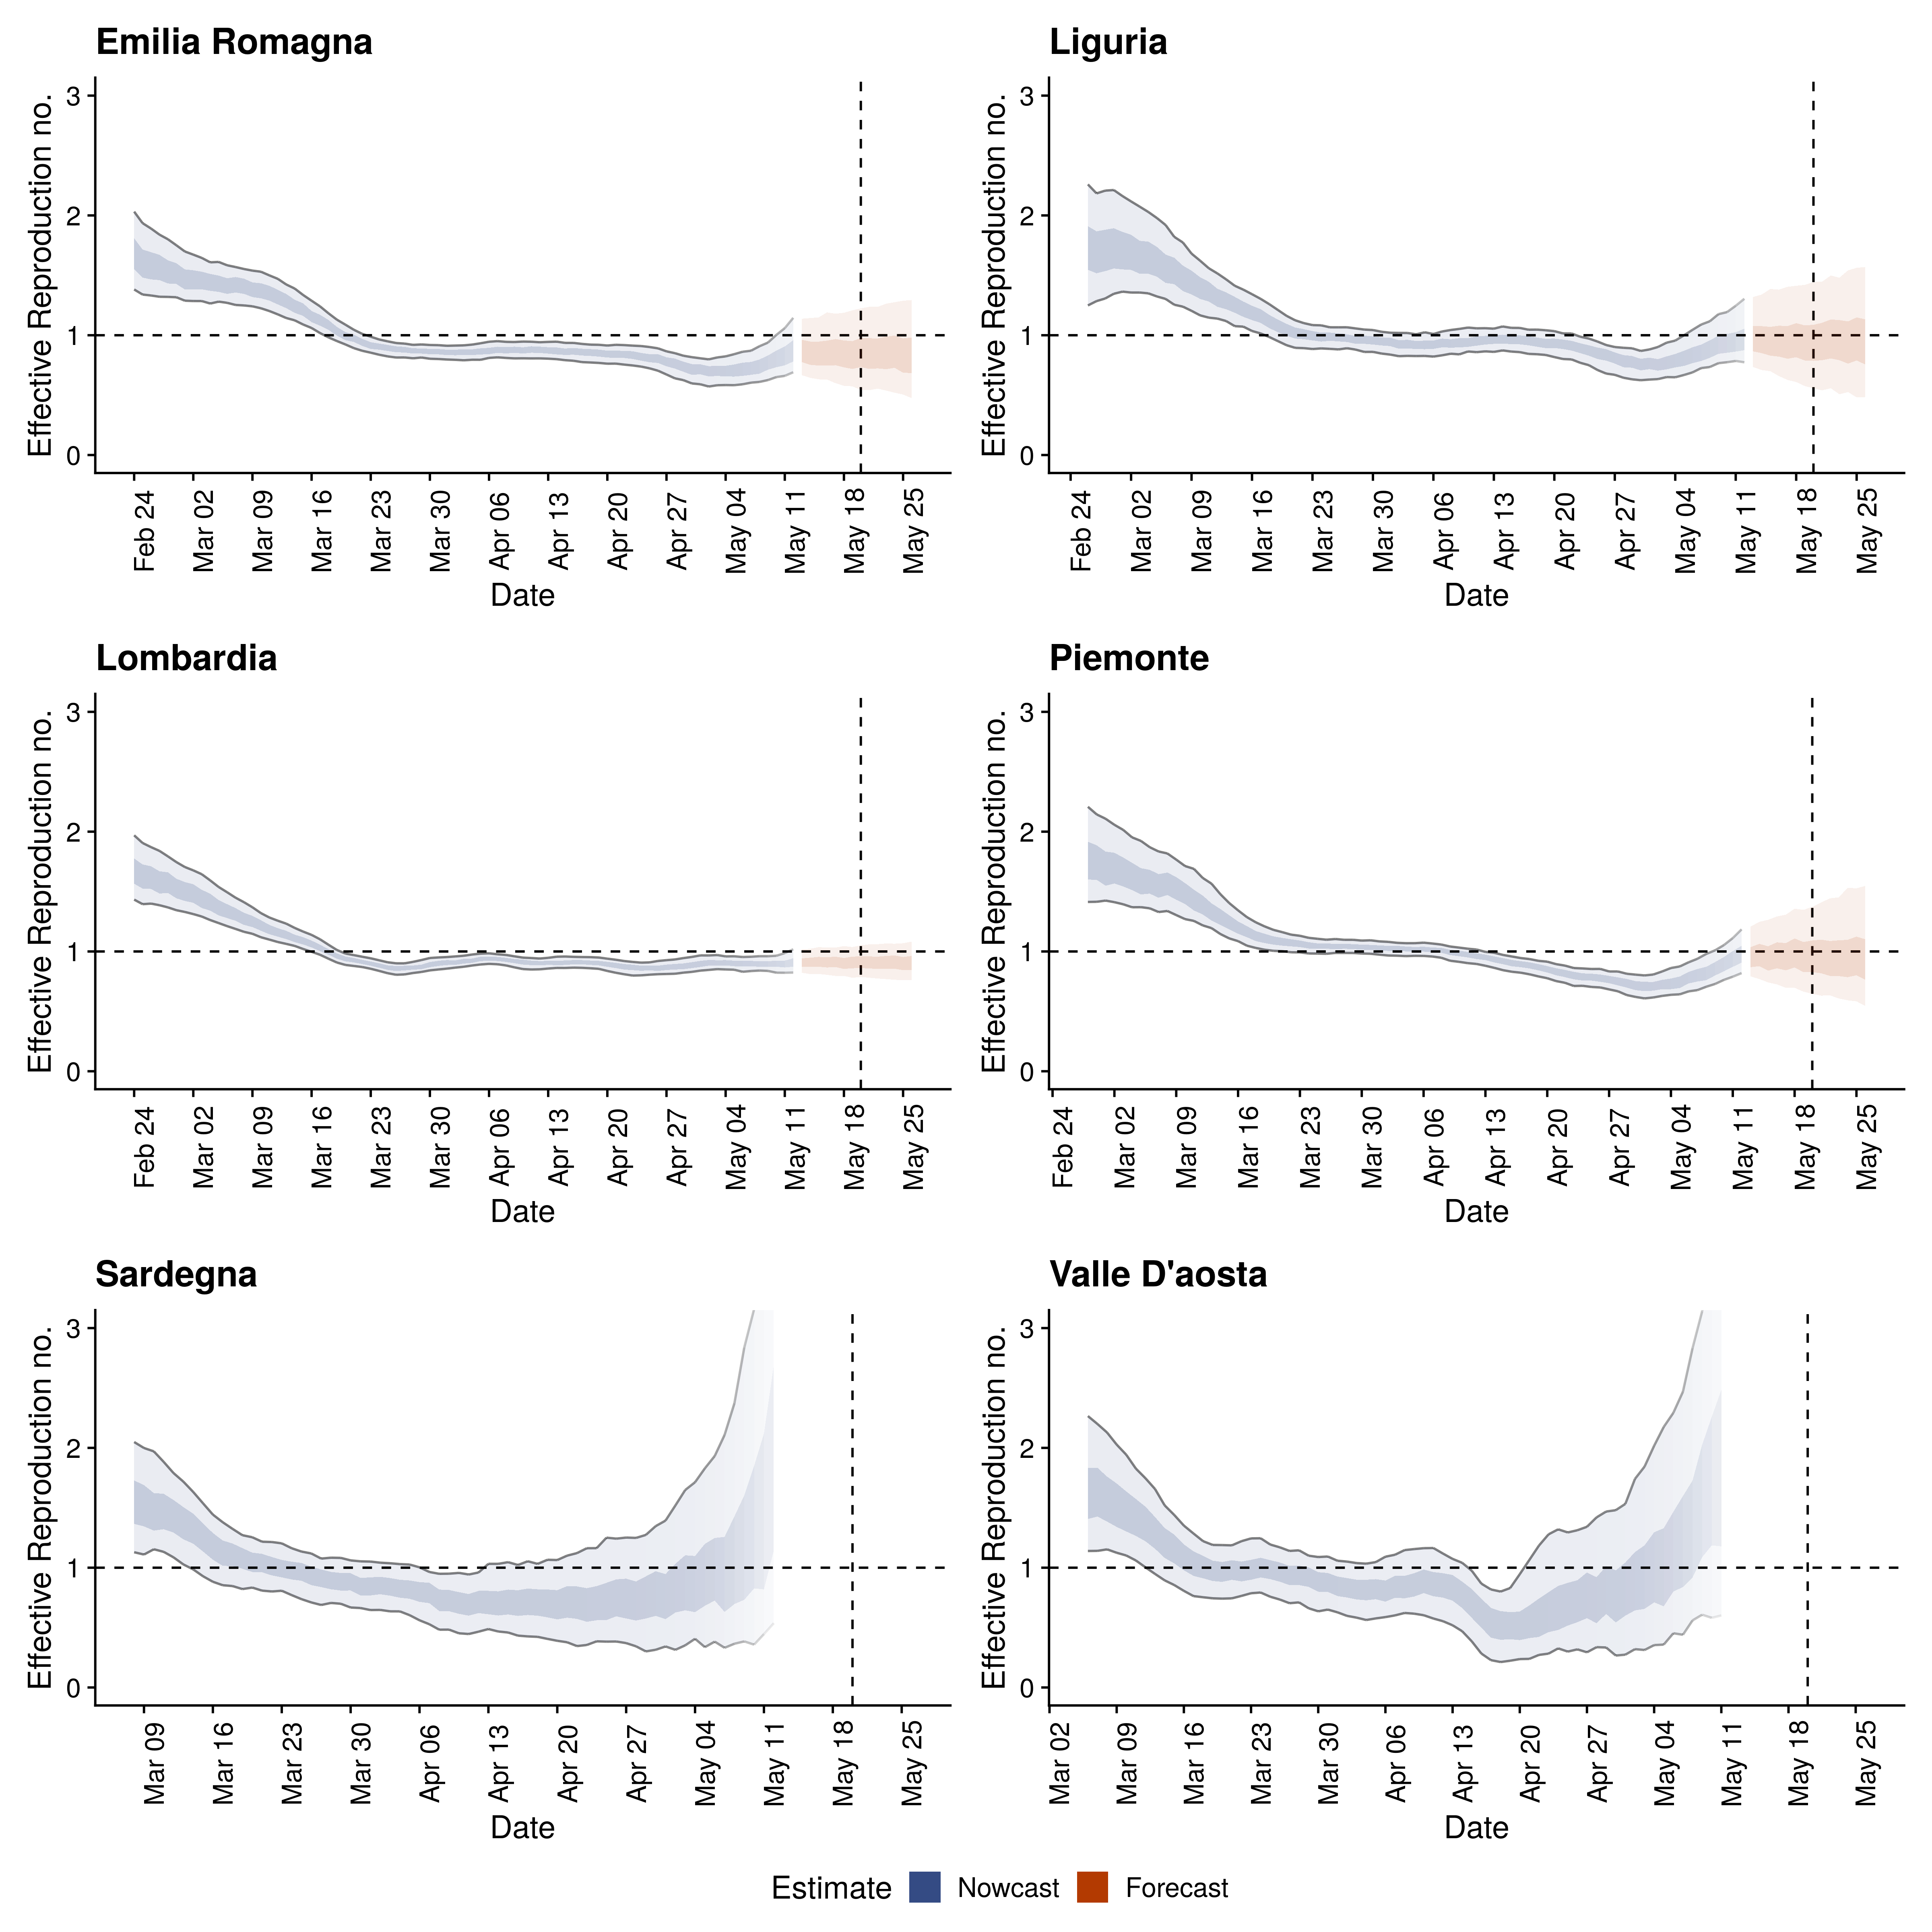 Emilia Romagna
Effective Reproduction no.
3
2
1
0
Feb 24 Mar 02 Mar 09 Mar 16 Mar 23 Mar 30 Apr 06 Apr 13 Apr 20 Apr 27 May 04 May 11 May 18 May 25
Date
Liguria
Effective Reproduction no.
3
2
1
0
Feb 24 Mar 02 Mar 09 Mar 16 Mar 23 Mar 30 Apr 06 Apr 13 Apr 20 Apr 27 May 04 May 11 May 18 May 25
Date
Lombardia
Effective Reproduction no.
3
2
1
0
Feb 24 Mar 02 Mar 09 Mar 16 Mar 23 Mar 30 Apr 06 Apr 13 Apr 20 Apr 27 May 04 May 11 May 18 May 25
Date
Piemonte
Effective Reproduction no.
3
2
1
0
Feb 24 Mar 02 Mar 09 Mar 16 Mar 23 Mar 30 Apr 06 Apr 13 Apr 20 Apr 27 May 04 May 11 May 18 May 25
Date
Sardegna
Effective Reproduction no.
3
2
1
0
Mar 09 Mar 16 Mar 23 Mar 30 Apr 06 Apr 13 Apr 20 Apr 27 May 04 May 11 May 18 May 25
Date
Valle D'aosta
Effective Reproduction no.
3
2
1
0
Mar 02 Mar 09 Mar 16 Mar 23 Mar 30 Apr 06 Apr 13 Apr 20 Apr 27 May 04 May 11 May 18 May 25
Date
Estimate Nowcast Forecast